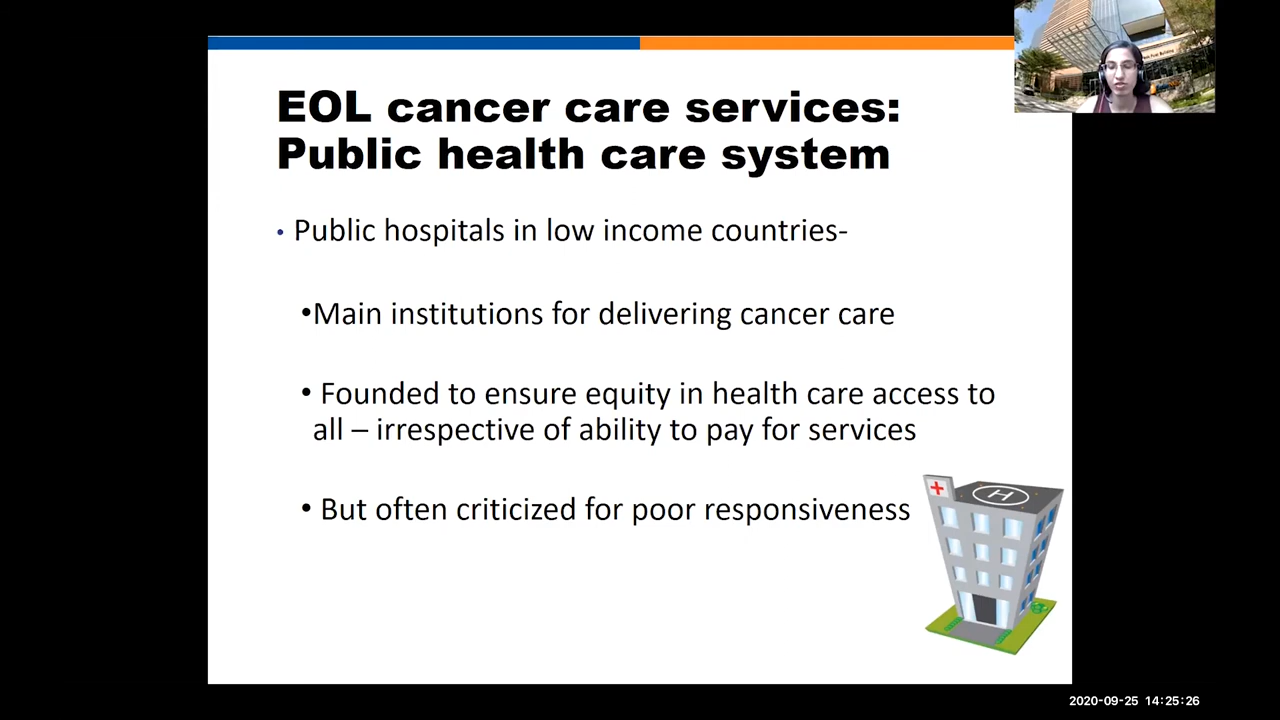 EOL cancer care services:
Public health care system
• Public hospitals in low income countries-
•Main institutions for delivering cancer care
• Founded to ensure equity in health care access to
all – irrespective of ability to pay for services
• But often criticized for poor responsiveness
H
2020-09-25 14:25:26